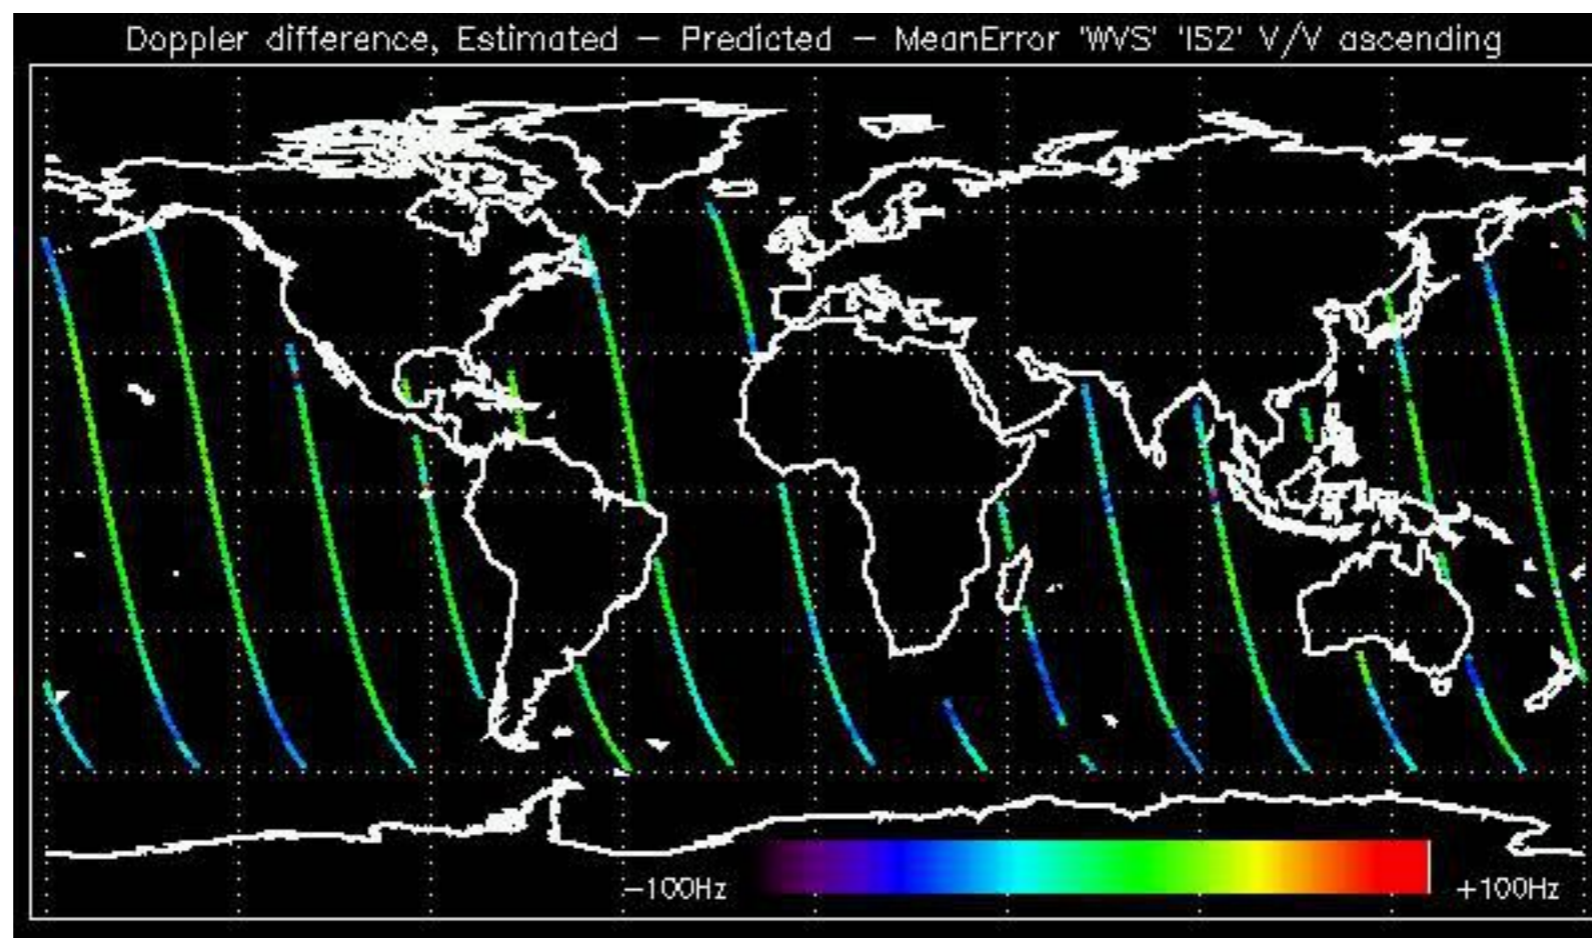 Doppler difference, Estimated – Predicted – MeanError 'WVS' 'IS2' V/V ascending
–100Hz
+100Hz